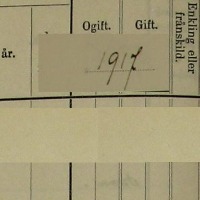 Ogift. Gift.
Enkling eller
frånskild.
år.
1917